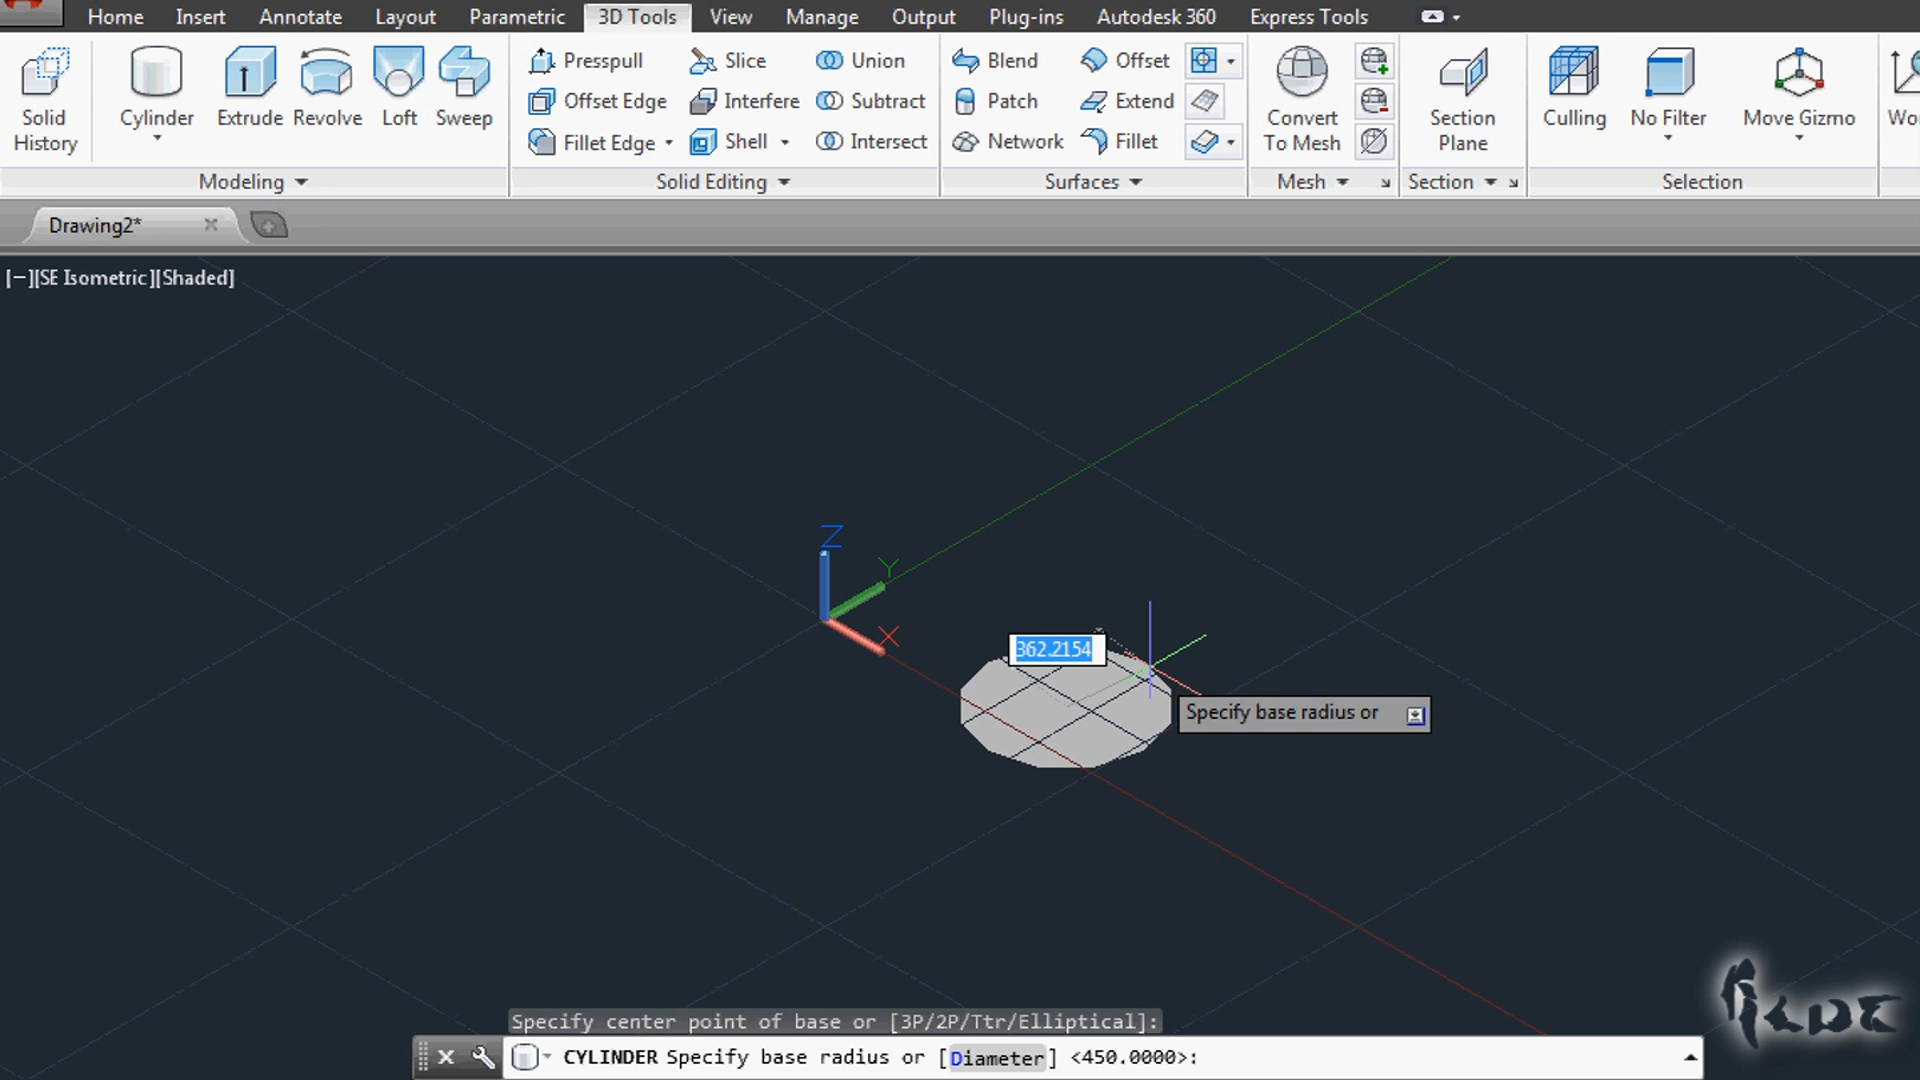 Home Insert Annotate Layout Parametric 3D Tools View Manage Output Plug-ins Autodesk 360 Express Tools
Solid History
Cylinder
Extrude
Revolve
Loft
Sweep
Presspull
Slice
Union
Offset Edge
Interfere
Subtract
Fillet Edge
Shell
Intersect
Blend
Offset
Patch
Extend
Network
Fillet
Convert
To Mesh
Section
Plane
Culling
No Filter
Move Gizmo
Modeling
Solid Editing
Surfaces
Mesh
Section
Selection
Drawing2*
[−][SE Isometric][Shaded]
Z
Y
X
362.2154
Specify base radius or
Specify center point of base or [3P/2P/Ttr/Elliptical]:
CYLINDER Specify base radius or [Diameter] <450.0000>: